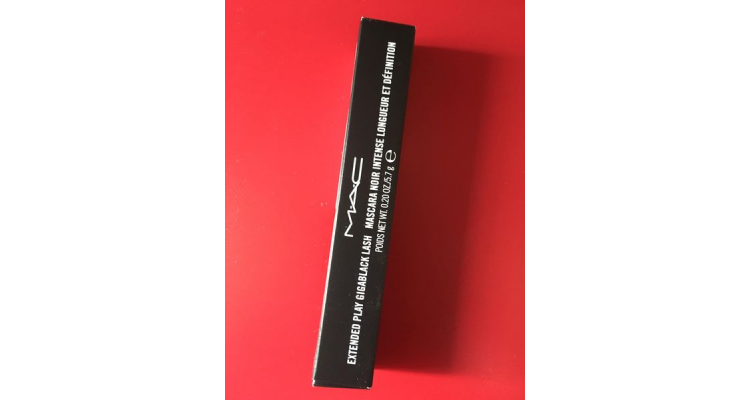 MAC
EXTENDED PLAY GIGABLACK LASH MASCARA NOIR INTENSE LONGUEUR ET DÉFINITION
POIDS NET WT. 0.20 OZ./5.7 g ℮